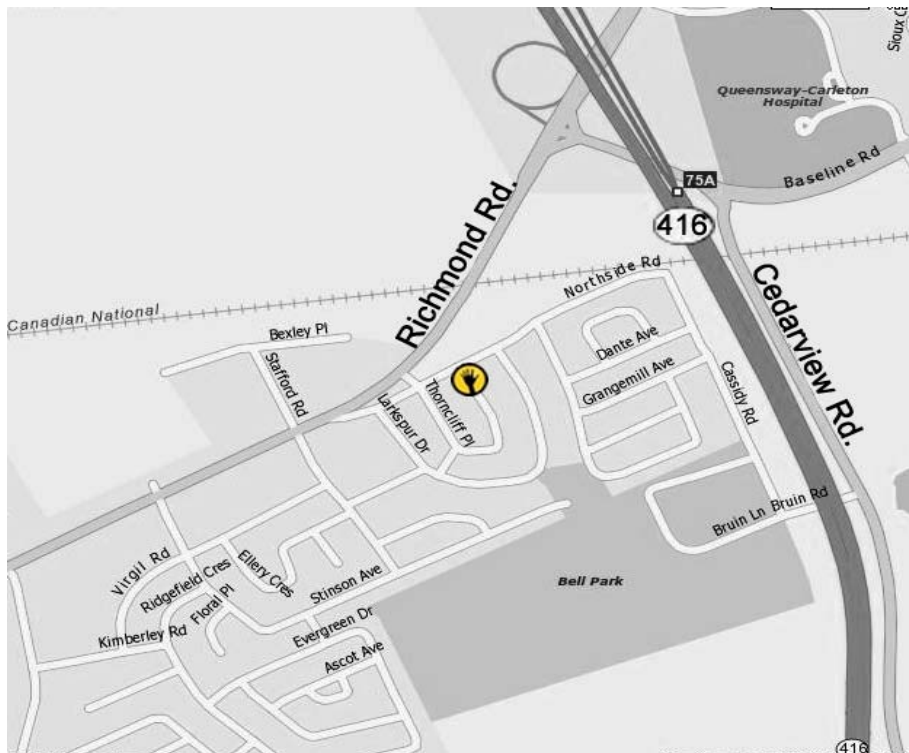 Sioux
Queensway-Carleton
Hospital
Baseline Rd
75A
416
Richmond Rd.
Cedarview Rd.
Northside Rd
Canadian National
Bexley Pl
Stafford Rd
Dante Ave
Grangemill Ave
Cassidy Rd
Thorncliff Pl
Larkspur Dr
Bruin Ln
Bruin Rd
Bell Park
Virgil Rd
Ridgefield Cres
Ellery Cres
Stinson Ave
Floral Pl
Kimberley Rd
Evergreen Dr
Ascot Ave
416